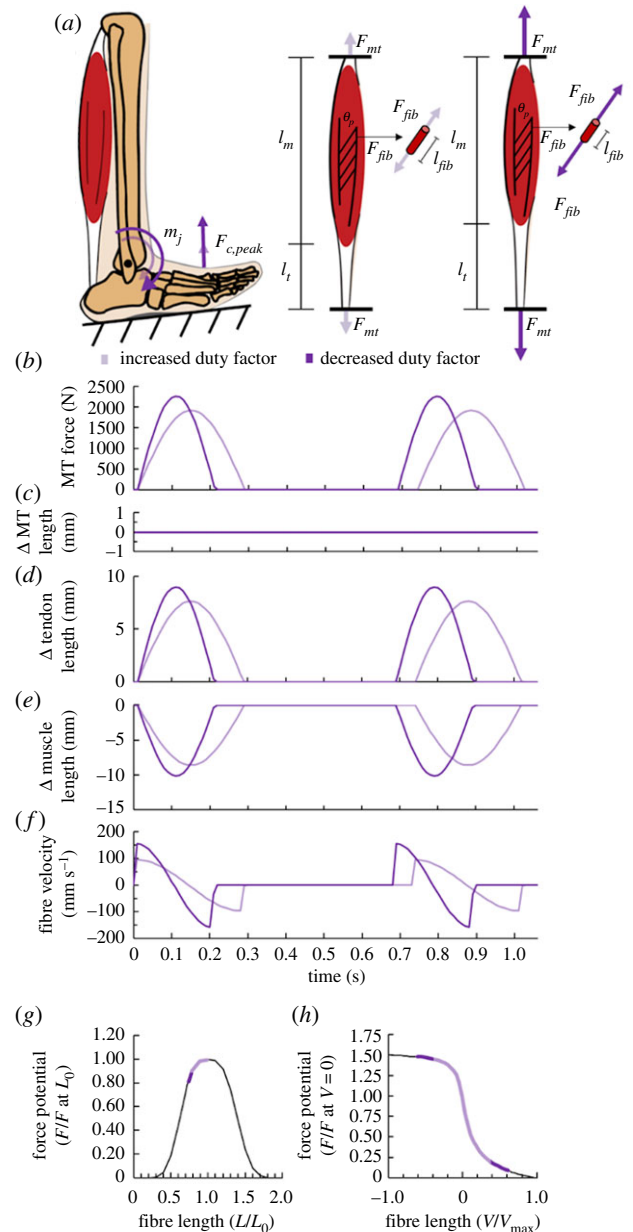 (a)
F_mt
F_mt
θ_p
F_fib
F_fib
l_fib
l_m
l_t
F_mt
θ_p
F_fib
F_fib
l_fib
F_fib
l_m
l_t
F_mt
m_j
F_c,peak
(b)
increased duty factor
decreased duty factor
MT force (N)
2500
2000
1500
1000
500
0
(c)
Δ MT
length
(mm)
1
0
−1
(d)
Δ tendon
length (mm)
10
5
0
(e)
Δ muscle
length (mm)
0
−5
−10
−15
(f)
fibre velocity
(mm s⁻¹)
200
100
0
−100
−200
0 0.1 0.2 0.3 0.4 0.5 0.6 0.7 0.8 0.9 1.0
time (s)
(g)
force potential
(F/F at L₀)
1.20
1.00
0.80
0.60
0.40
0.20
0.00
0 0.5 1.0 1.5 2.0
fibre length (L/L₀)
(h)
force potential
(F/F at V = 0)
1.75
1.50
1.25
1.00
0.75
0.50
0.25
0.00
−1.0 0 1.0
fibre length (V/V_max)